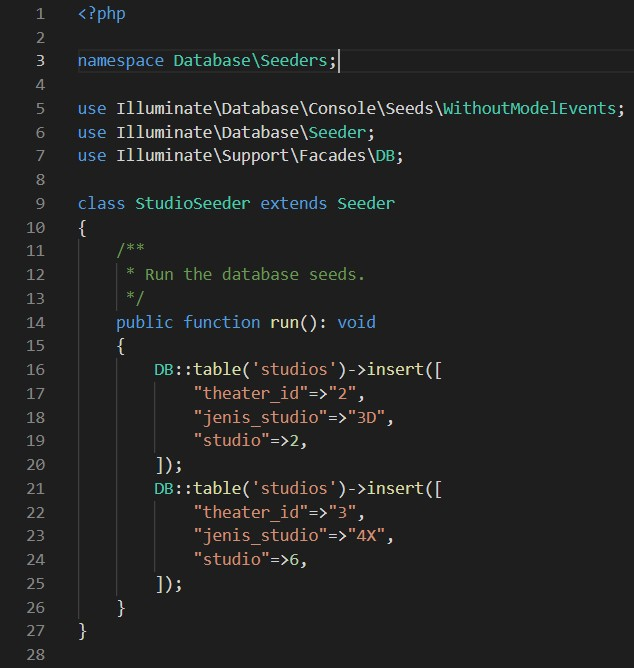 1 <?php
2
3 namespace Database\Seeders;
4
5 use Illuminate\Database\Console\Seeds\WithoutModelEvents;
6 use Illuminate\Database\Seeder;
7 use Illuminate\Support\Facades\DB;
8
9 class StudioSeeder extends Seeder
10 {
11     /**
12      * Run the database seeds.
13      */
14     public function run(): void
15     {
16         DB::table('studios')->insert([
17             "theater_id"=>"2",
18             "jenis_studio"=>"3D",
19             "studio"=>2,
20         ]);
21         DB::table('studios')->insert([
22             "theater_id"=>"3",
23             "jenis_studio"=>"4X",
24             "studio"=>6,
25         ]);
26     }
27 }
28